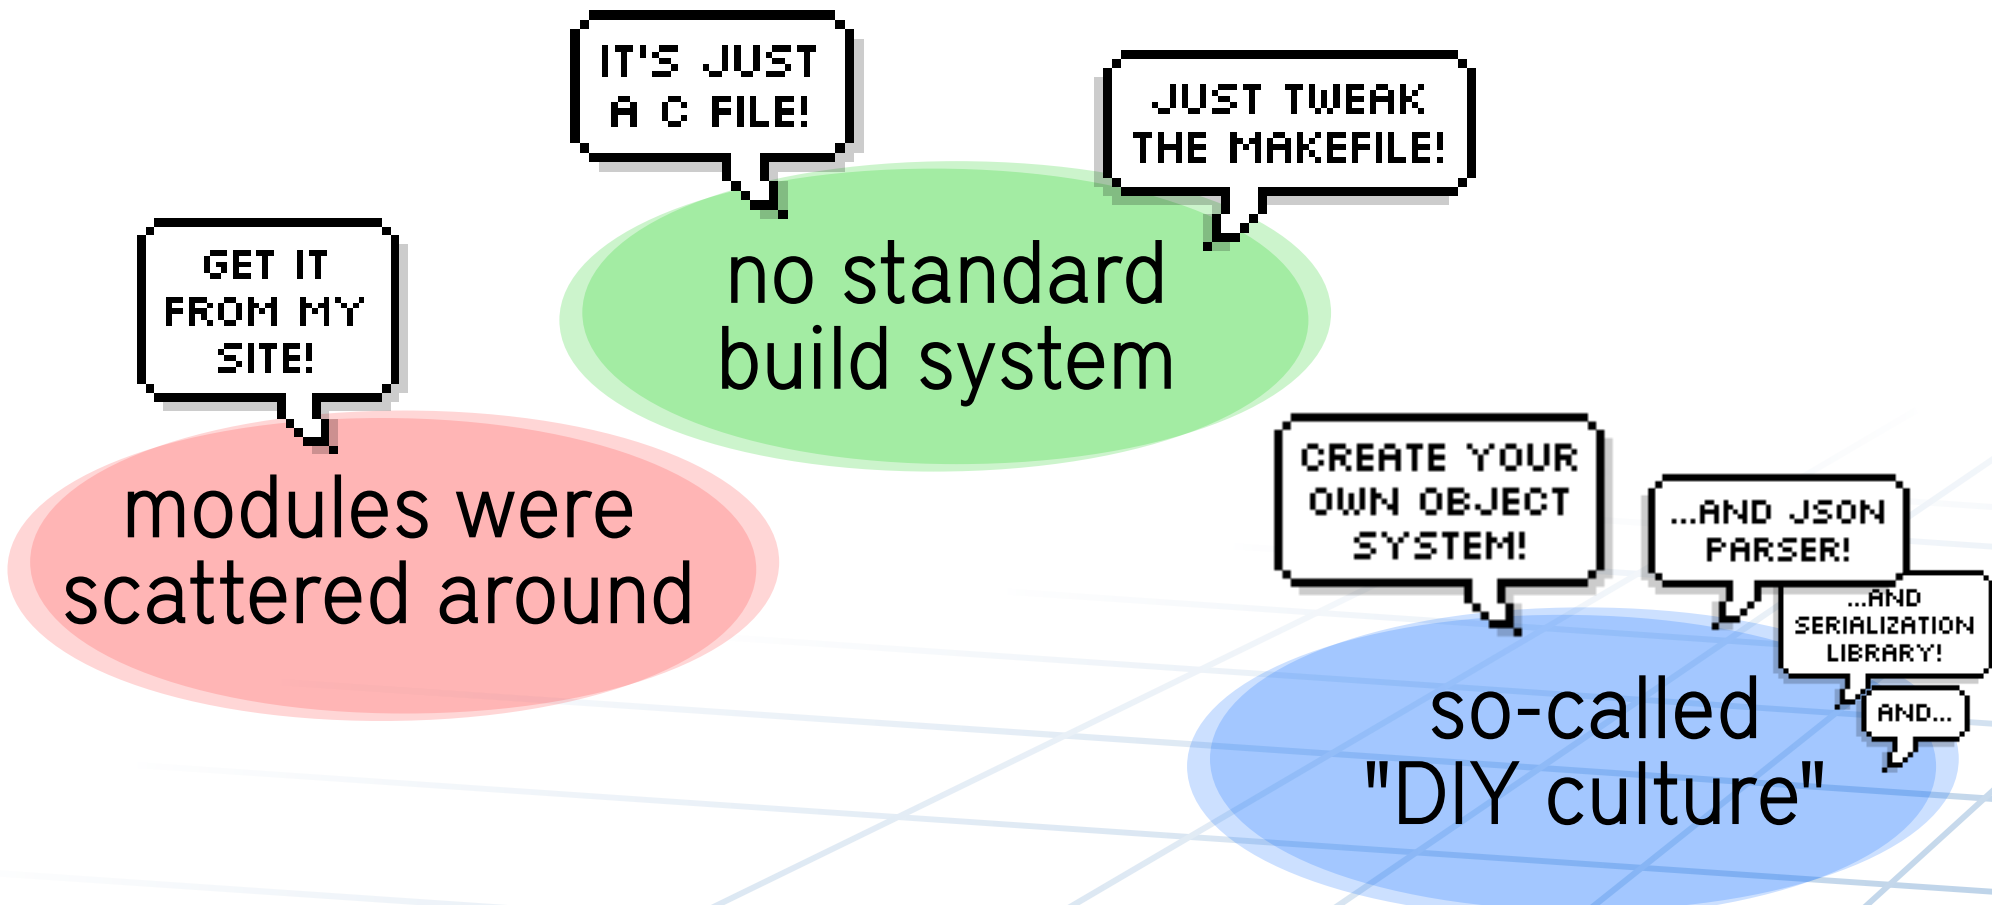 GET IT
FROM MY
SITE!
modules were
scattered around
IT'S JUST
A C FILE!
JUST TWEAK
THE MAKEFILE!
no standard
build system
CREATE YOUR
OWN OBJECT
SYSTEM!
...AND JSON
PARSER!
...AND
SERIALIZATION
LIBRARY!
AND...
so-called
"DIY culture"